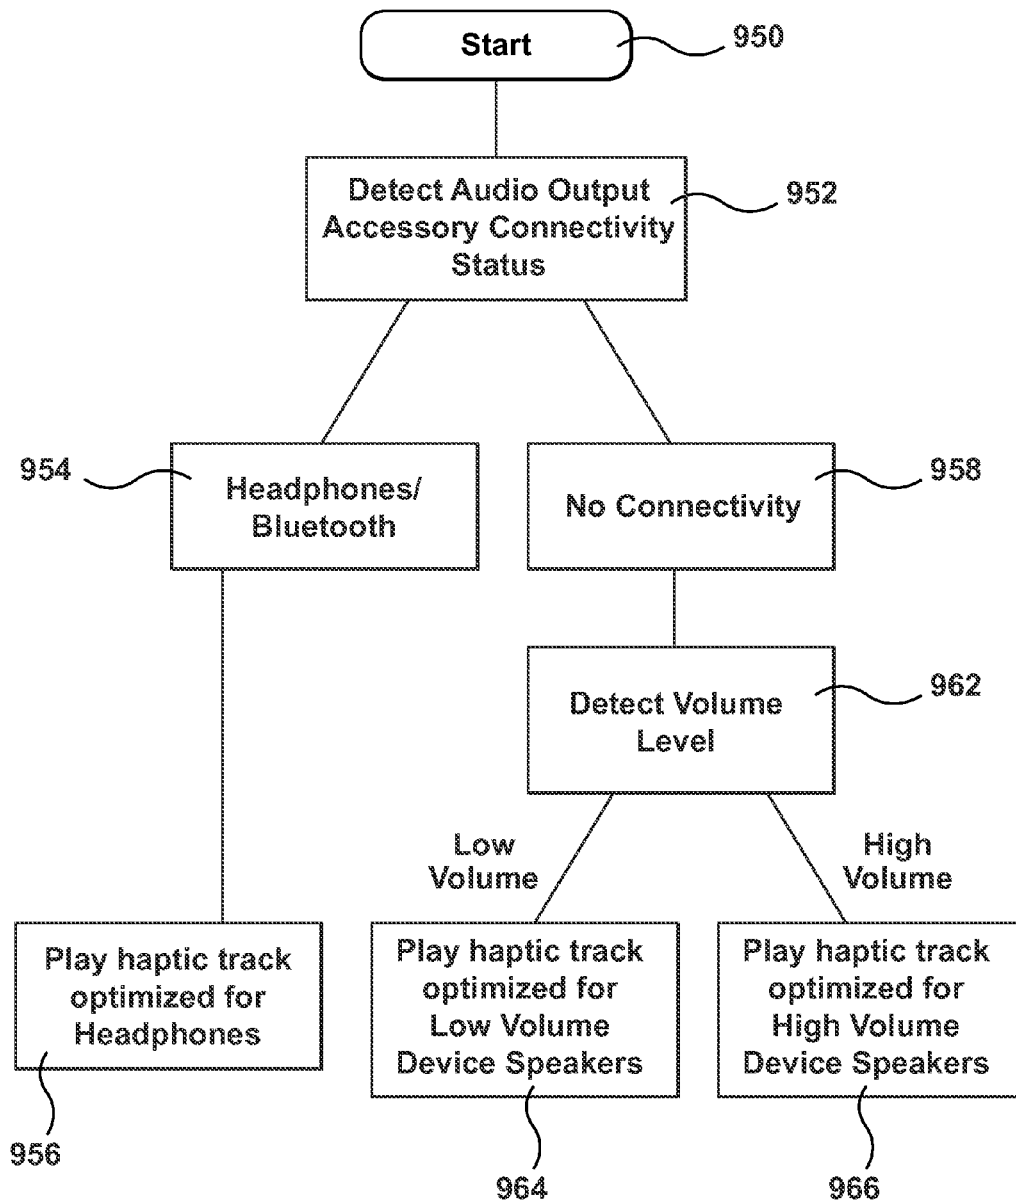 Start
950
Detect Audio Output
Accessory Connectivity
Status
952
954
Headphones/
Bluetooth
No Connectivity
958
Detect Volume
Level
962
Low
Volume
High
Volume
Play haptic track
optimized for
Headphones
Play haptic track
optimized for
Low Volume
Device Speakers
Play haptic track
optimized for
High Volume
Device Speakers
956
964
966